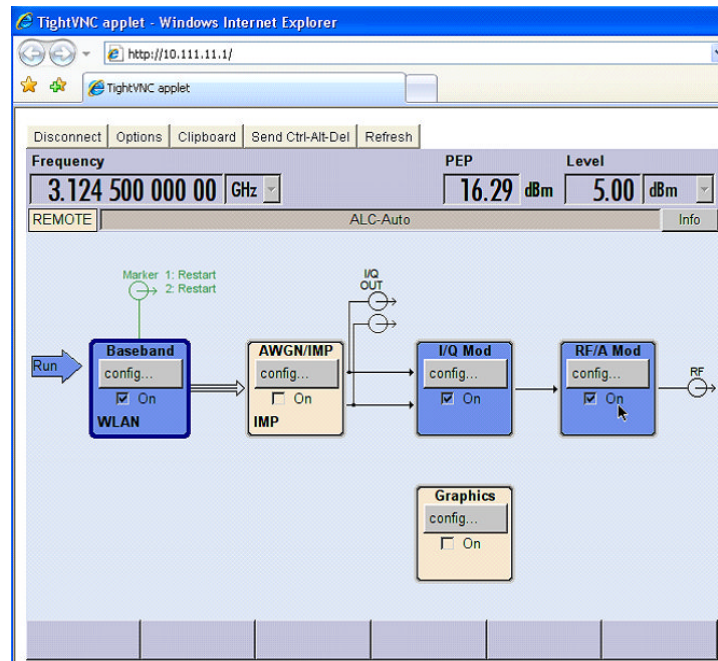 TightVNC applet - Windows Internet Explorer
http://10.111.11.1/
TightVNC applet
Disconnect Options Clipboard Send Ctrl-Alt-Del Refresh
Frequency PEP Level
3.124 500 000 00 GHz 16.29 dBm 5.00 dBm
REMOTE ALC-Auto Info
Marker 1: Restart
2: Restart
I/Q
OUT
Run
Baseband
config...
On
WLAN
AWGN/IMP
config...
On
IMP
I/Q Mod
config...
On
RF/A Mod
config...
On
RF
Graphics
config...
On